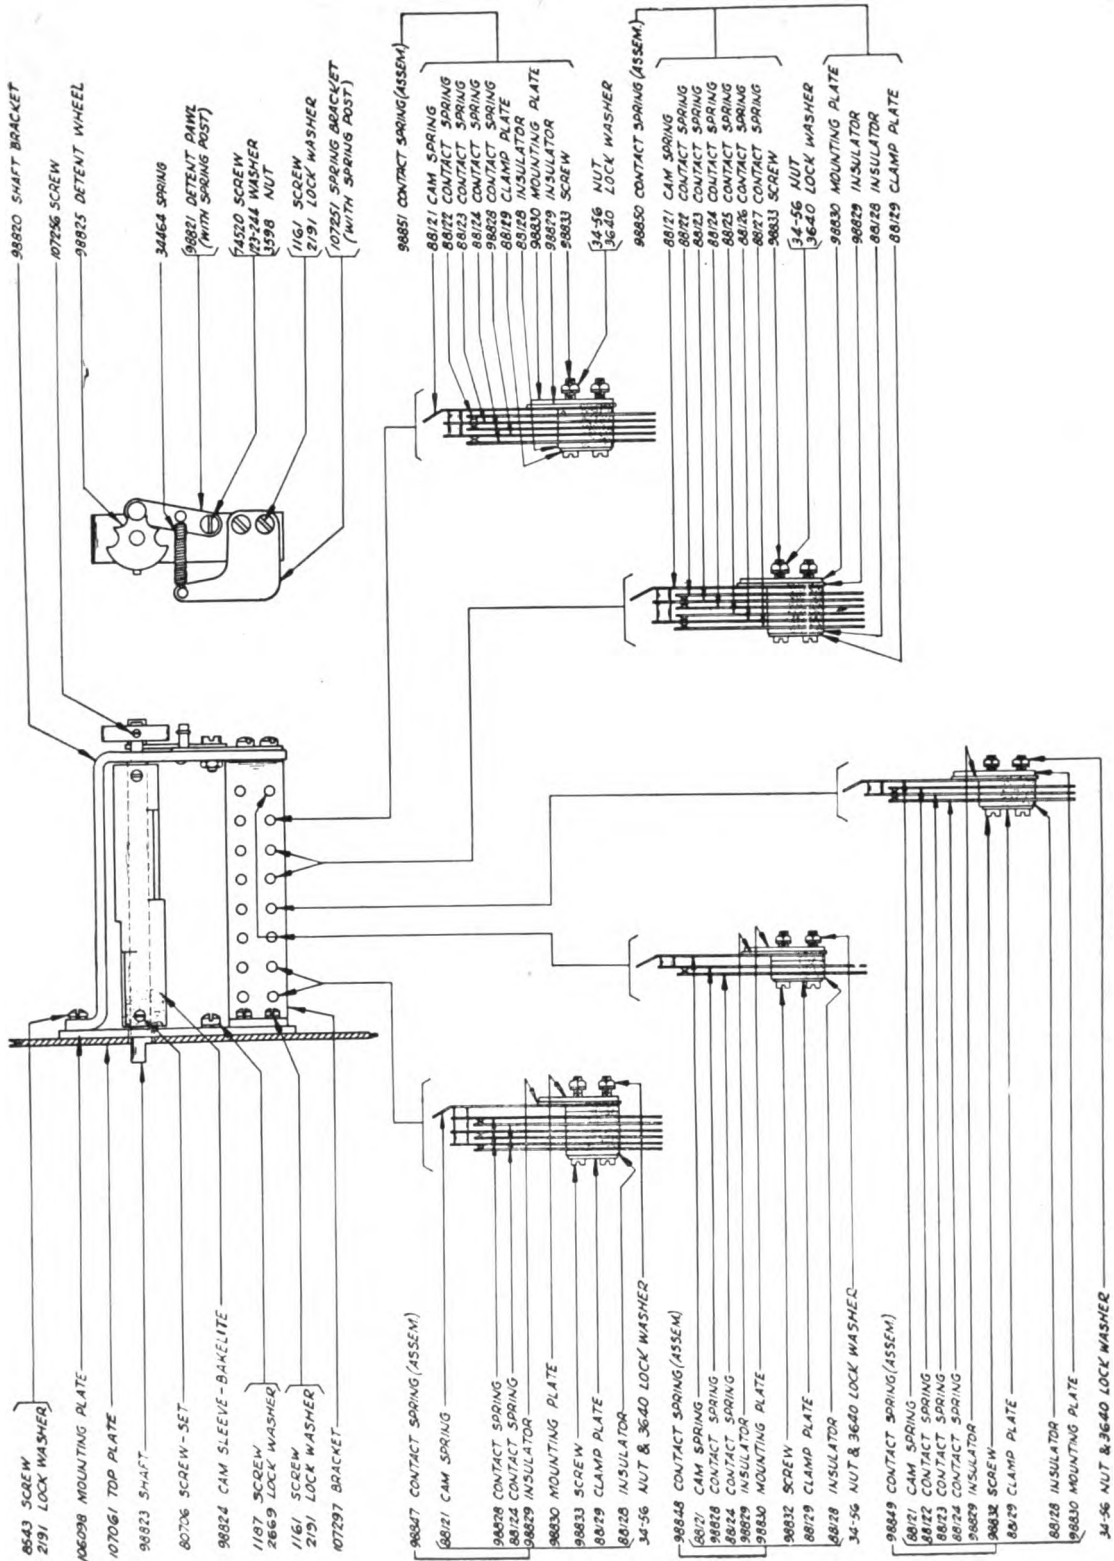 98820 SHAFT BRACKET
107256 SCREW
98825 DETENT WHEEL
34464 SPRING
98821 DETENT PAWL
(WITH SPRING POST)
74520 SCREW
123-244 WASHER
3598 NUT
1161 SCREW
2191 LOCK WASHER
107251 SPRING BRACKET
(WITH SPRING POST)
98851 CONTACT SPRING (ASSEM.)
88121 CAM SPRING
88122 CONTACT SPRING
88123 CONTACT SPRING
88124 CONTACT SPRING
98828 CONTACT SPRING
88129 CLAMP PLATE
88128 INSULATOR
98830 MOUNTING PLATE
98829 INSULATOR
98833 SCREW
34-56 NUT
3640 LOCK WASHER
98850 CONTACT SPRING (ASSEM.)
88121 CAM SPRING
88122 CONTACT SPRING
88123 CONTACT SPRING
88124 CONTACT SPRING
88125 CONTACT SPRING
88126 CONTACT SPRING
88127 CONTACT SPRING
98833 SCREW
34-56 NUT
3640 LOCK WASHER
98830 MOUNTING PLATE
98829 INSULATOR
88128 INSULATOR
88129 CLAMP PLATE
8543 SCREW
2191 LOCK WASHER
106098 MOUNTING PLATE
107061 TOP PLATE
98823 SHAFT
80706 SCREW-SET
98824 CAM SLEEVE-BAKELITE
1187 SCREW
2669 LOCK WASHER
1161 SCREW
2191 LOCK WASHER
107297 BRACKET
98847 CONTACT SPRING (ASSEM)
88121 CAM SPRING
98828 CONTACT SPRING
88124 CONTACT SPRING
98829 INSULATOR
98830 MOUNTING PLATE
98833 SCREW
88129 CLAMP PLATE
88128 INSULATOR
34-56 NUT & 3640 LOCK WASHER
98848 CONTACT SPRING (ASSEM)
88121 CAM SPRING
98828 CONTACT SPRING
88124 CONTACT SPRING
98829 INSULATOR
98830 MOUNTING PLATE
98832 SCREW
88129 CLAMP PLATE
88128 INSULATOR
34-56 NUT & 3640 LOCK WASHER
98849 CONTACT SPRING (ASSEM)
88121 CAM SPRING
88122 CONTACT SPRING
88123 CONTACT SPRING
88124 CONTACT SPRING
98829 INSULATOR
98832 SCREW
88129 CLAMP PLATE
88128 INSULATOR
98830 MOUNTING PLATE
34-56 NUT & 3640 LOCK WASHER